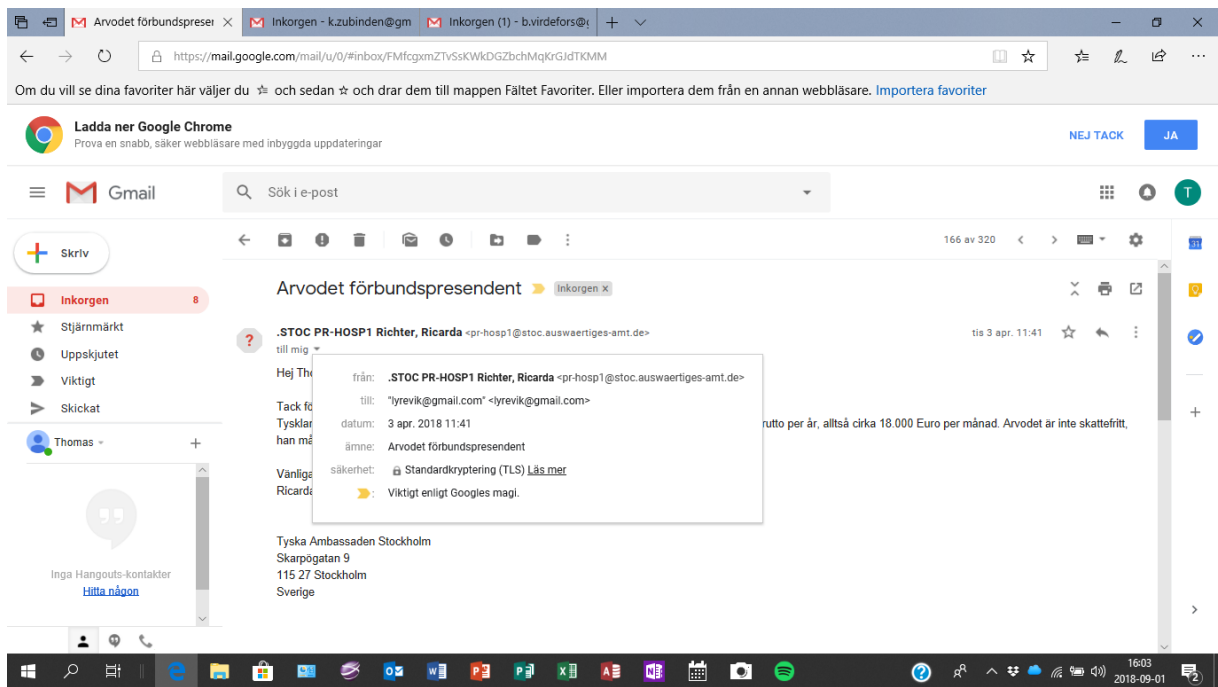 Arvodet förbundspreser
Inkorgen - k.zubinden@gm
Inkorgen (1) - b.virdefors@g
https://mail.google.com/mail/u/0/#inbox/FMfcgxmZTvSsKWkDGZbchMqKrGJdTKMM
Om du vill se dina favoriter här väljer du och sedan och drar dem till mappen Fältet Favoriter. Eller importera dem från en annan webbläsare. Importera favoriter
Ladda ner Google Chrome
Prova en snabb, säker webbläsare med inbyggda uppdateringar
NEJ TACK
JA
Gmail
Sök i e-post
T
Skriv
166 av 320
31
Arvodet förbundspresendent
Inkorgen x
Inkorgen 8
Stjärnmärkt
Uppskjutet
Viktigt
Skickat
Thomas
?
.STOC PR-HOSP1 Richter, Ricarda <pr-hosp1@stoc.auswaertiges-amt.de>
tis 3 apr. 11:41
till mig
Hej Th
Tack fö
Tysklar
rutto per år, alltså cirka 18.000 Euro per månad. Arvodet är inte skattefritt,
han må
Vänliga
Ricarda
från: .STOC PR-HOSP1 Richter, Ricarda <pr-hosp1@stoc.auswaertiges-amt.de>
till: "lyrevik@gmail.com" <lyrevik@gmail.com>
datum: 3 apr. 2018 11:41
ämne: Arvodet förbundspresendent
säkerhet: Standardkryptering (TLS) Läs mer
: Viktigt enligt Googles magi.
Tyska Ambassaden Stockholm
Skarpögatan 9
115 27 Stockholm
Sverige
Inga Hangouts-kontakter
Hitta någon
16:03
2018-09-01
2